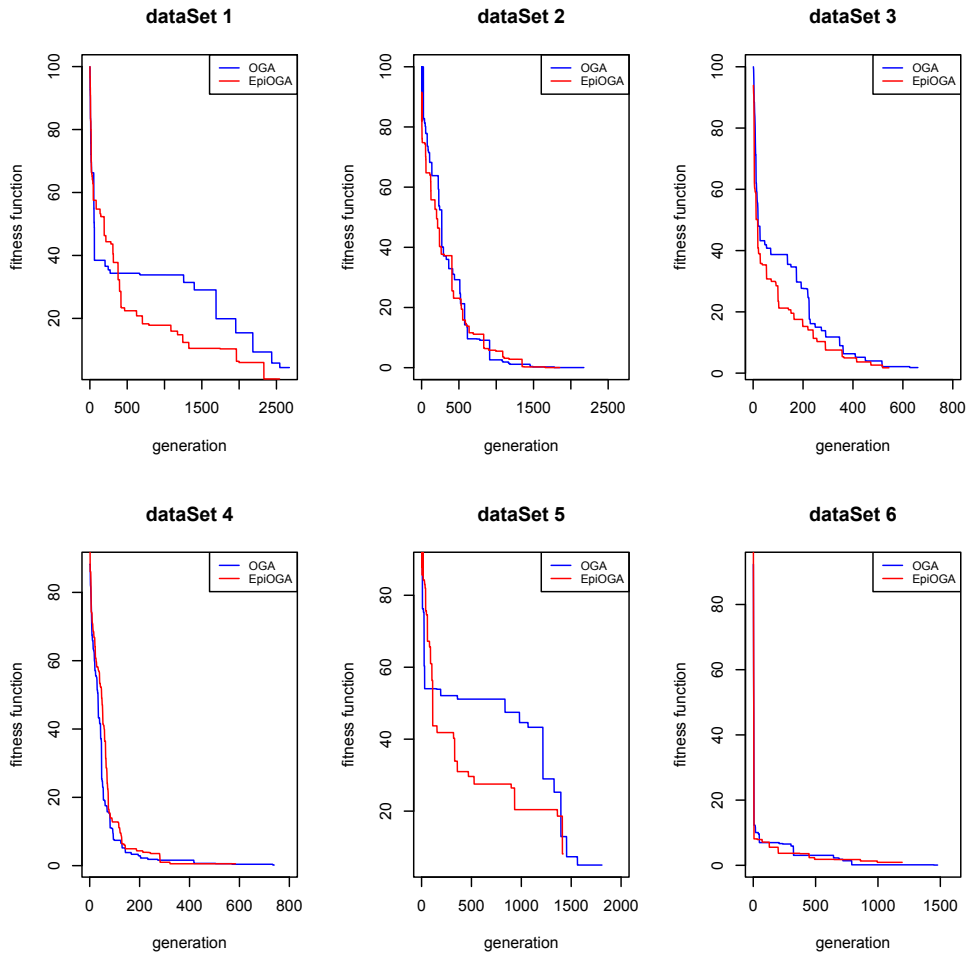 dataSet 1
fitness function
20 40 60 80 100
OGA
EpiOGA
0 500 1500 2500
generation
dataSet 2
fitness function
0 20 40 60 80 100
OGA
EpiOGA
0 500 1500 2500
generation
dataSet 3
fitness function
0 20 40 60 80 100
OGA
EpiOGA
0 200 400 600 800
generation
dataSet 4
fitness function
0 20 40 60 80
OGA
EpiOGA
0 200 400 600 800
generation
dataSet 5
fitness function
20 40 60 80
OGA
EpiOGA
0 500 1000 1500 2000
generation
dataSet 6
fitness function
0 20 40 60 80
OGA
EpiOGA
0 500 1000 1500
generation